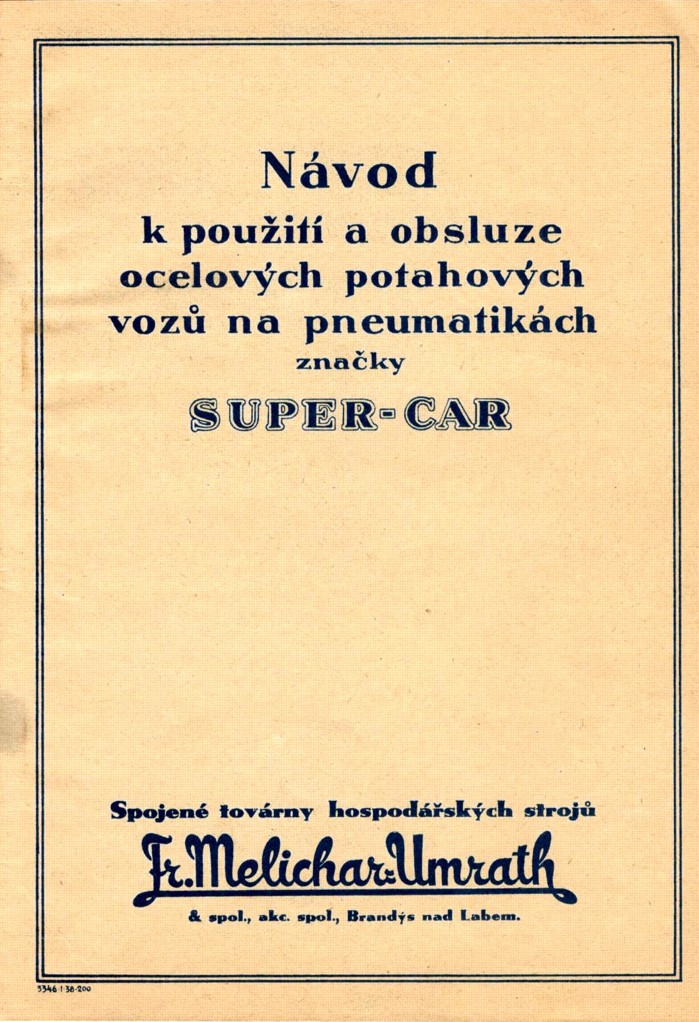 Návod
k použití a obsluze
ocelových potahových
vozů na pneumatikách
značky
SUPER-CAR
Spojené továrny hospodářských strojů
Fr. Melichar-Umrath
& spol., akc. spol., Brandýs nad Labem.
5346 I 38-200